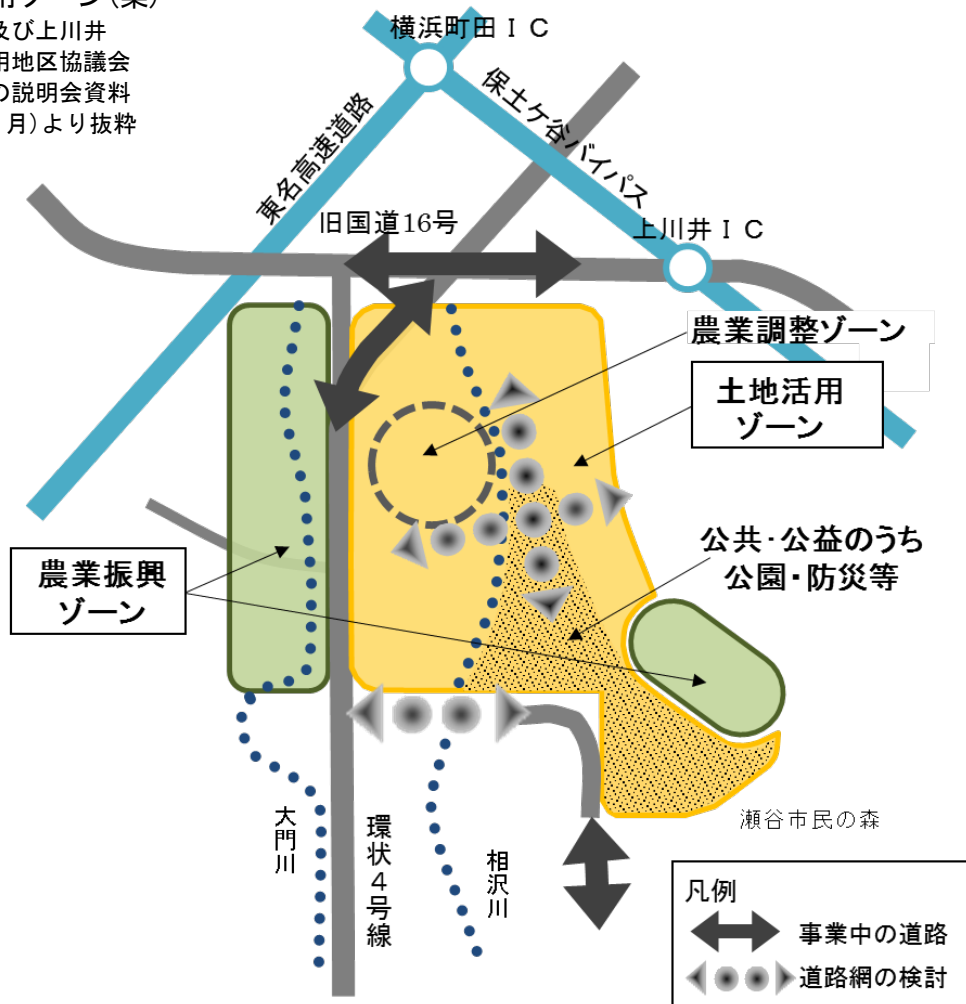 用ゾーン(案)
及び上川井
用地区協議会
の説明会資料
月)より抜粋
横浜町田ＩＣ
保土ケ谷バイパス
東名高速道路
旧国道16号
上川井ＩＣ
農業調整ゾーン
土地活用
ゾーン
公共・公益のうち
公園・防災等
農業振興
ゾーン
大門川
環状４号線
相沢川
瀬谷市民の森
凡例
事業中の道路
道路網の検討